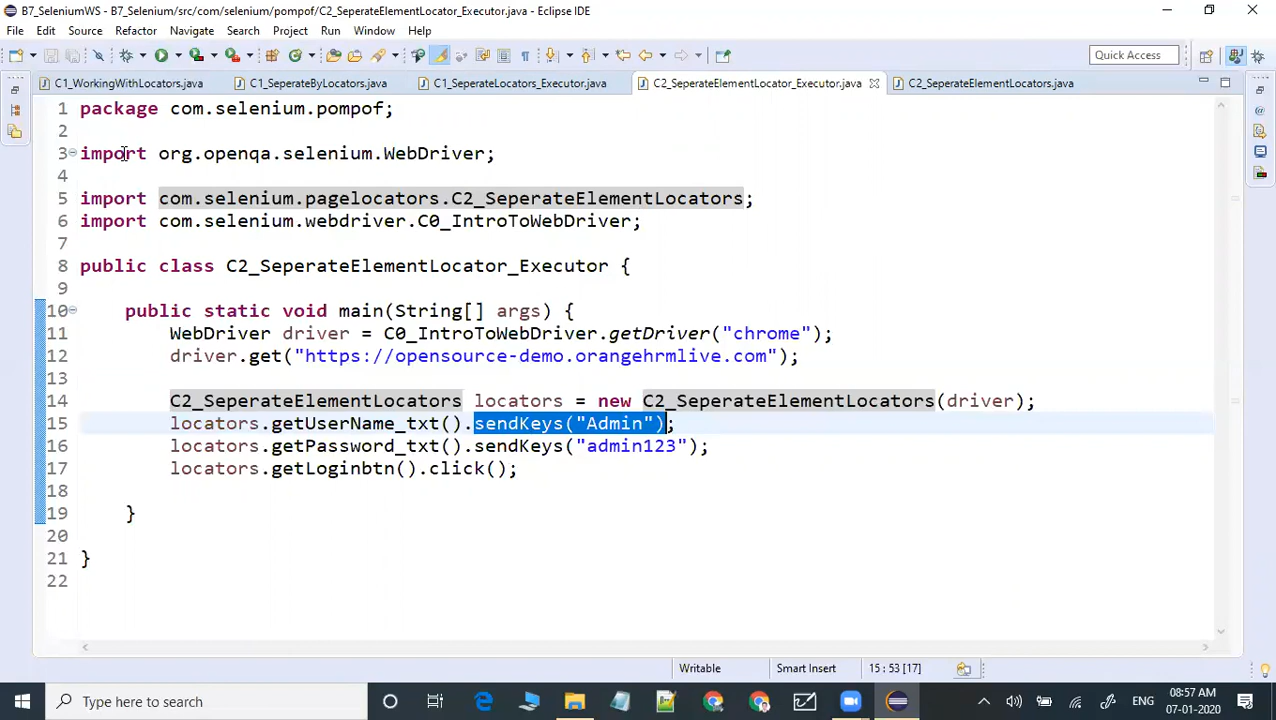 B7_SeleniumWS - B7_Selenium/src/com/selenium/pompof/C2_SeperateElementLocator_Executor.java - Eclipse IDE
File Edit Source Refactor Navigate Search Project Run Window Help
Quick Access
C1_WorkingWithLocators.java C1_SeperateByLocators.java C1_SeperateLocators_Executor.java C2_SeperateElementLocator_Executor.java C2_SeperateElementLocators.java
1 package com.selenium.pompof;
2
3 import org.openqa.selenium.WebDriver;
4
5 import com.selenium.pagelocators.C2_SeperateElementLocators;
6 import com.selenium.webdriver.C0_IntroToWebDriver;
7
8 public class C2_SeperateElementLocator_Executor {
9
10 public static void main(String[] args) {
11 WebDriver driver = C0_IntroToWebDriver.getDriver("chrome");
12 driver.get("https://opensource-demo.orangehrmlive.com");
13
14 C2_SeperateElementLocators locators = new C2_SeperateElementLocators(driver);
15 locators.getUserName_txt().sendKeys("Admin");
16 locators.getPassword_txt().sendKeys("admin123");
17 locators.getLoginbtn().click();
18
19 }
20
21 }
22
Writable Smart Insert 15 : 53 [17]
Type here to search
ENG
08:57 AM
07-01-2020